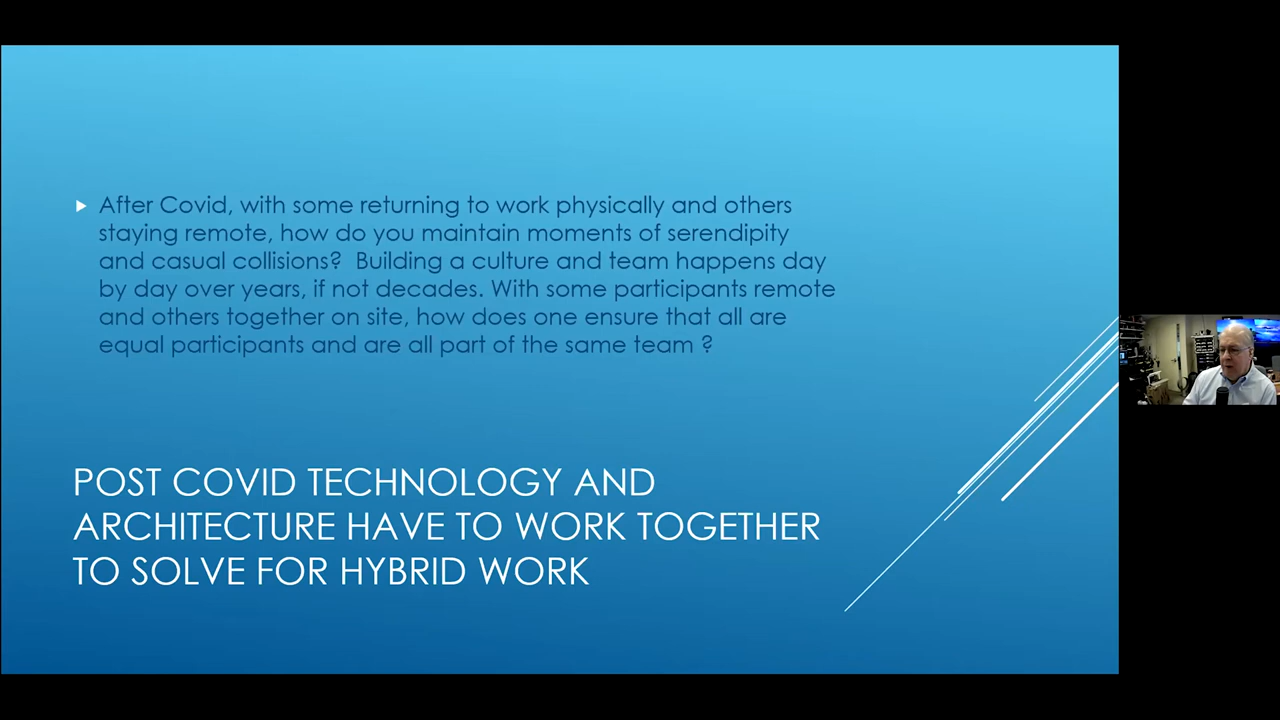 After Covid, with some returning to work physically and others
staying remote, how do you maintain moments of serendipity
and casual collisions?  Building a culture and team happens day
by day over years, if not decades. With some participants remote
and others together on site, how does one ensure that all are
equal participants and are all part of the same team ?
POST COVID TECHNOLOGY AND
ARCHITECTURE HAVE TO WORK TOGETHER
TO SOLVE FOR HYBRID WORK